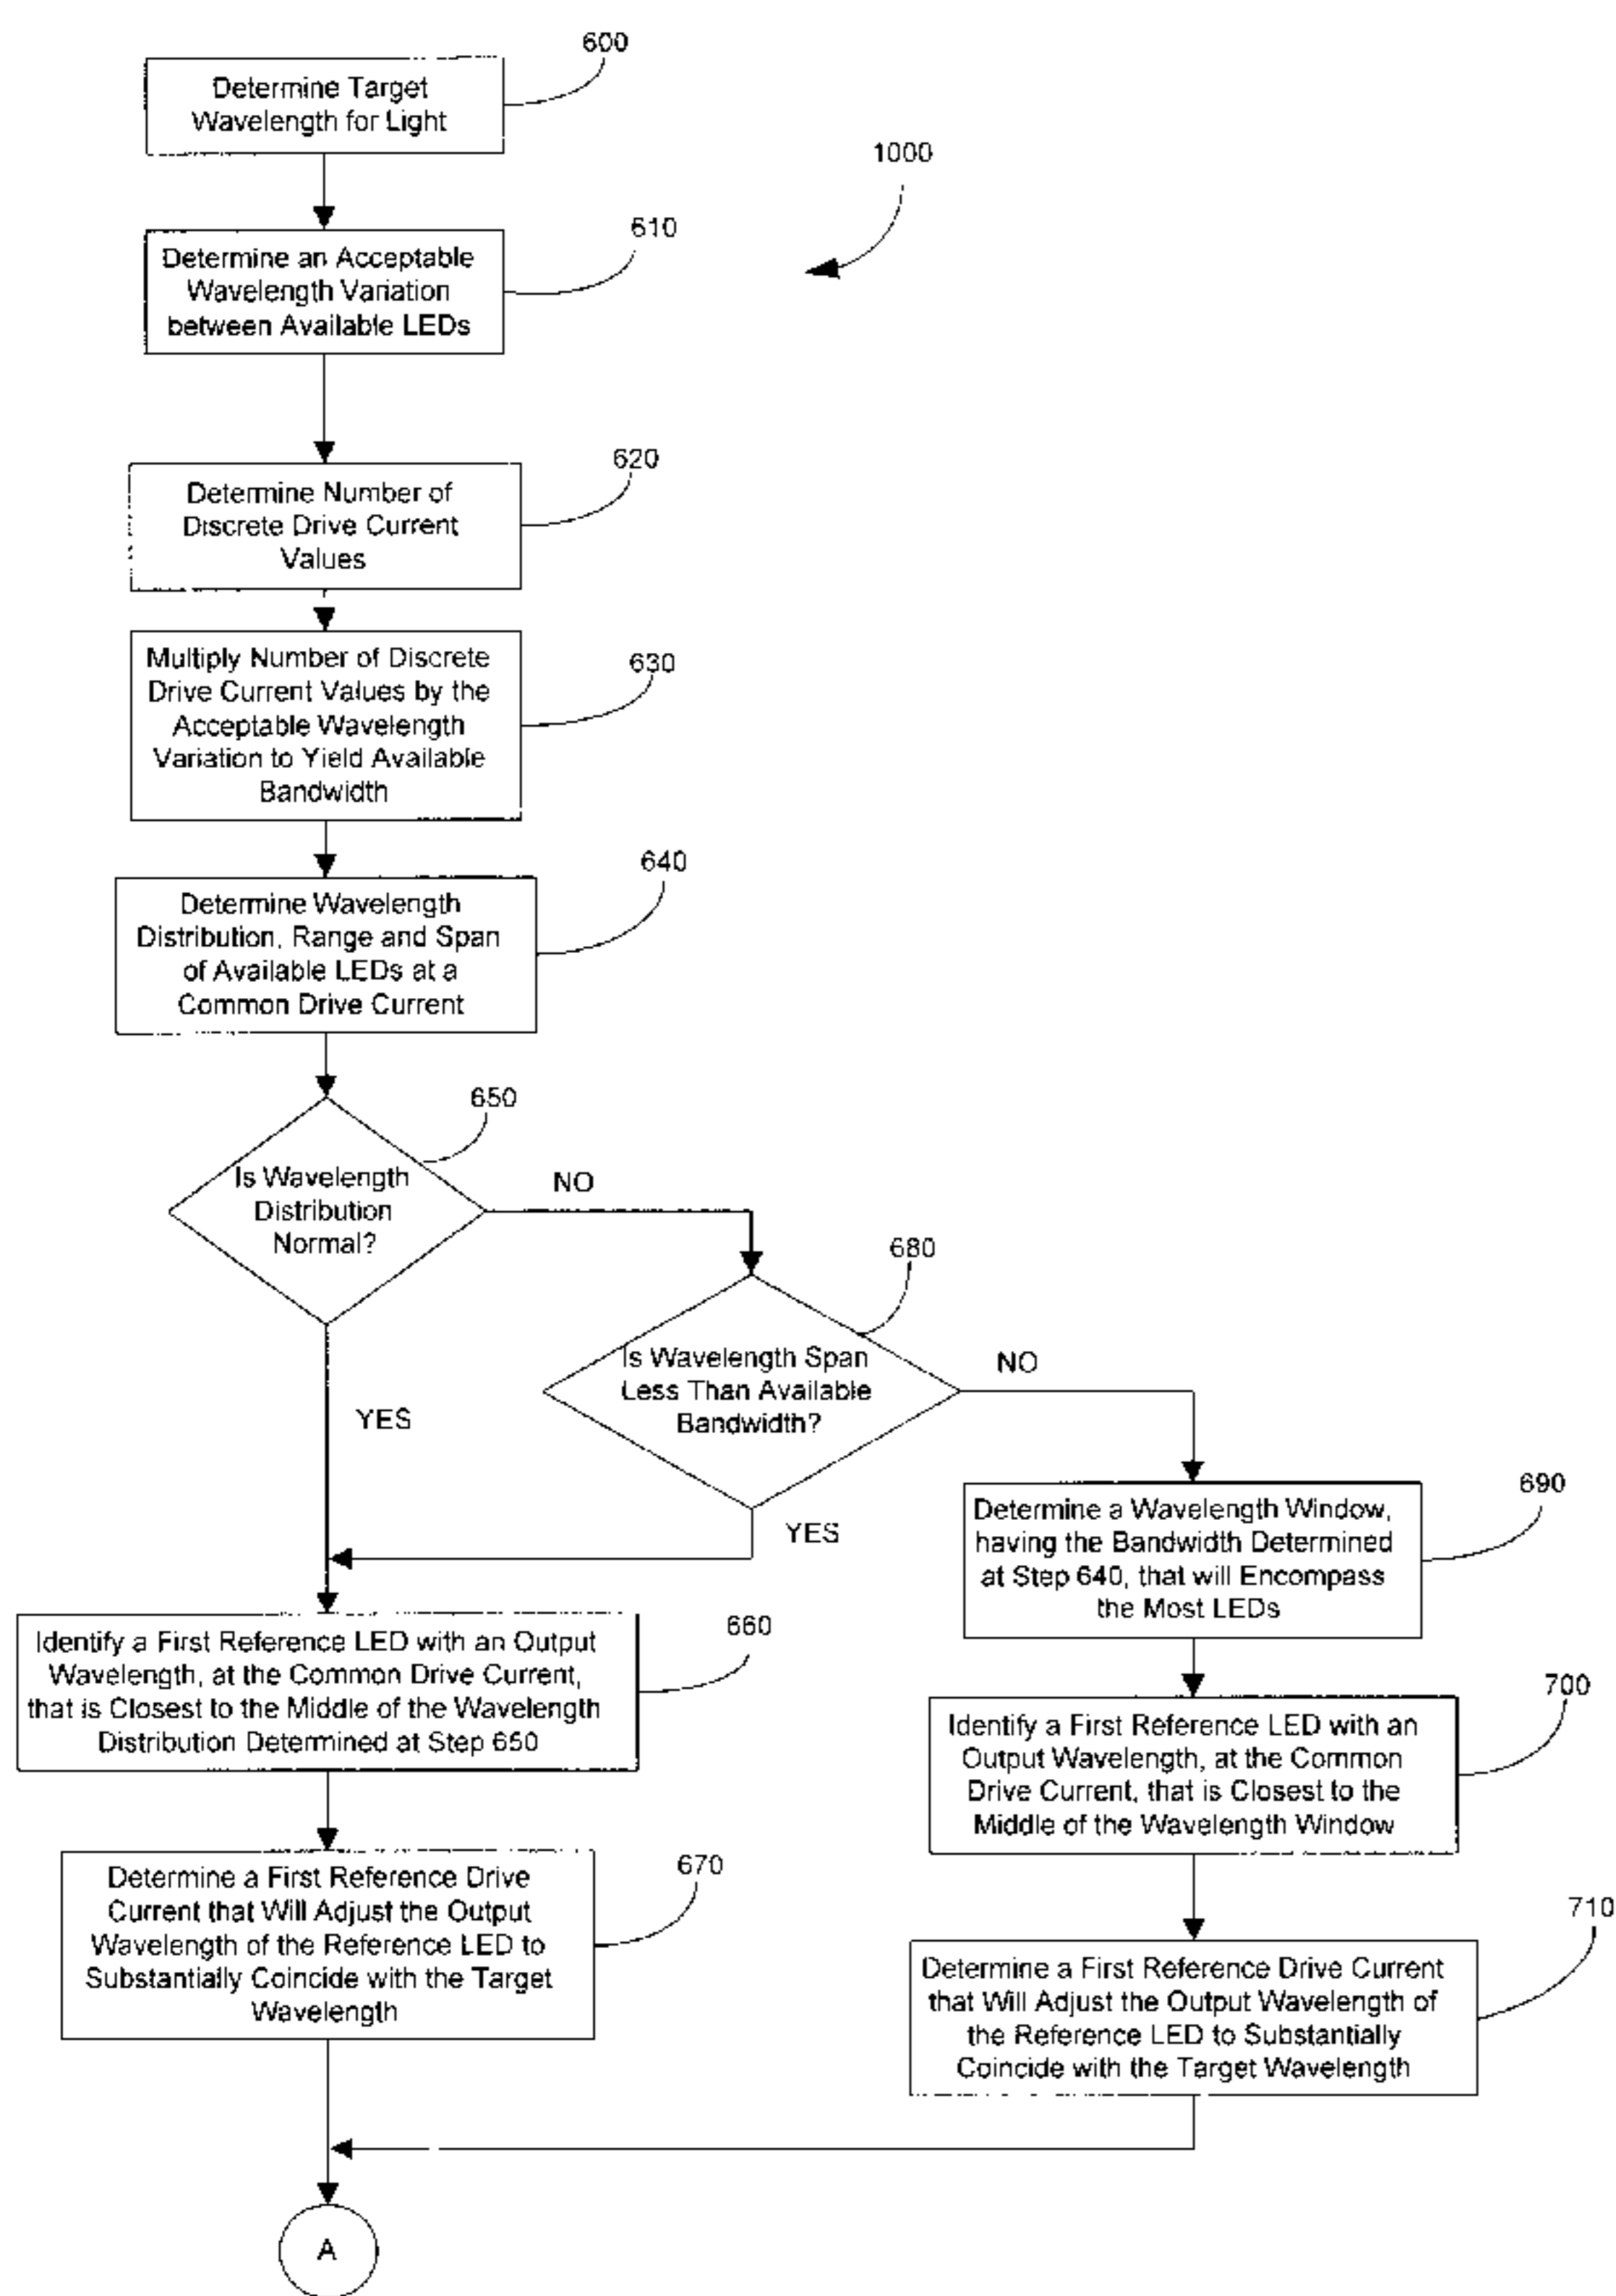 600
Determine Target
Wavelength for Light
1000
610
Determine an Acceptable
Wavelength Variation
between Available LEDs
620
Determine Number of
Discrete Drive Current
Values
630
Multiply Number of Discrete
Drive Current Values by the
Acceptable Wavelength
Variation to Yield Available
Bandwidth
640
Determine Wavelength
Distribution, Range and Span
of Available LEDs at a
Common Drive Current
650
Is Wavelength
Distribution
Normal?
NO
YES
680
Is Wavelength Span
Less Than Available
Bandwidth?
NO
YES
690
Determine a Wavelength Window,
having the Bandwidth Determined
at Step 640, that will Encompass
the Most LEDs
660
Identify a First Reference LED with an Output
Wavelength, at the Common Drive Current,
that is Closest to the Middle of the Wavelength
Distribution Determined at Step 650
700
Identify a First Reference LED with an
Output Wavelength, at the Common
Drive Current, that is Closest to the
Middle of the Wavelength Window
670
Determine a First Reference Drive
Current that Will Adjust the Output
Wavelength of the Reference LED to
Substantially Coincide with the Target
Wavelength
710
Determine a First Reference Drive Current
that Will Adjust the Output Wavelength of
the Reference LED to Substantially
Coincide with the Target Wavelength
A